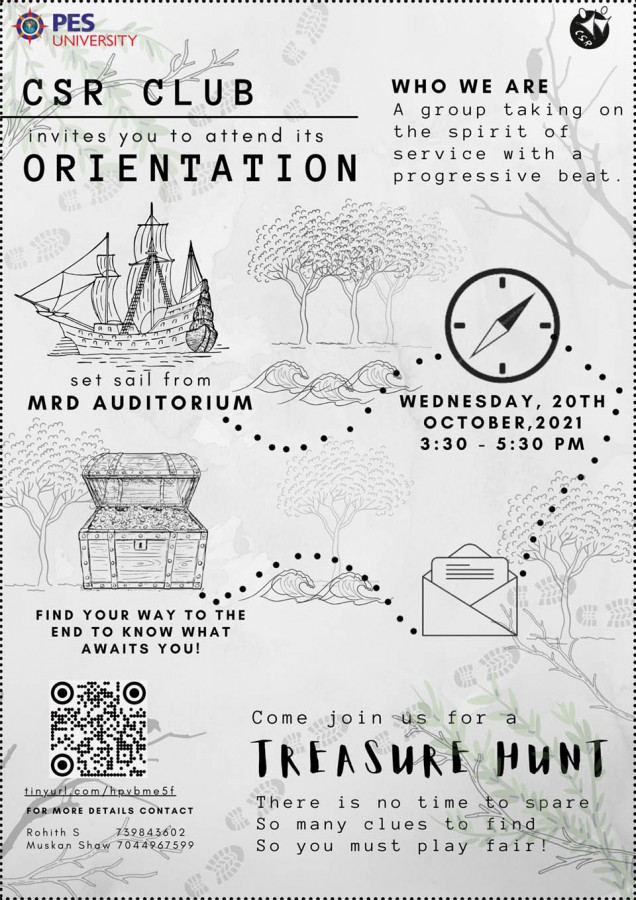 PES
UNIVERSITY
CSR
CSR CLUB
invites you to attend its
ORIENTATION
WHO WE ARE
A group taking on
the spirit of
service with a
progressive beat.
set sail from
MRD AUDITORIUM
WEDNESDAY, 20TH
OCTOBER,2021
3:30 - 5:30 PM
FIND YOUR WAY TO THE
END TO KNOW WHAT
AWAITS YOU!
tinyurl.com/hpvbme5f
FOR MORE DETAILS CONTACT
Rohith S 739843602
Muskan Shaw 7044967599
Come join us for a
TREASURE HUNT
There is no time to spare
So many clues to find
So you must play fair!